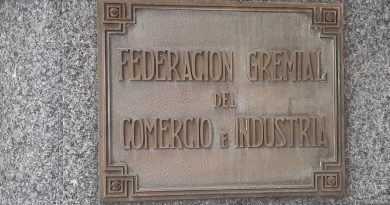 FEDERACION GREMIAL
DEL
COMERCIO è INDUSTRIA